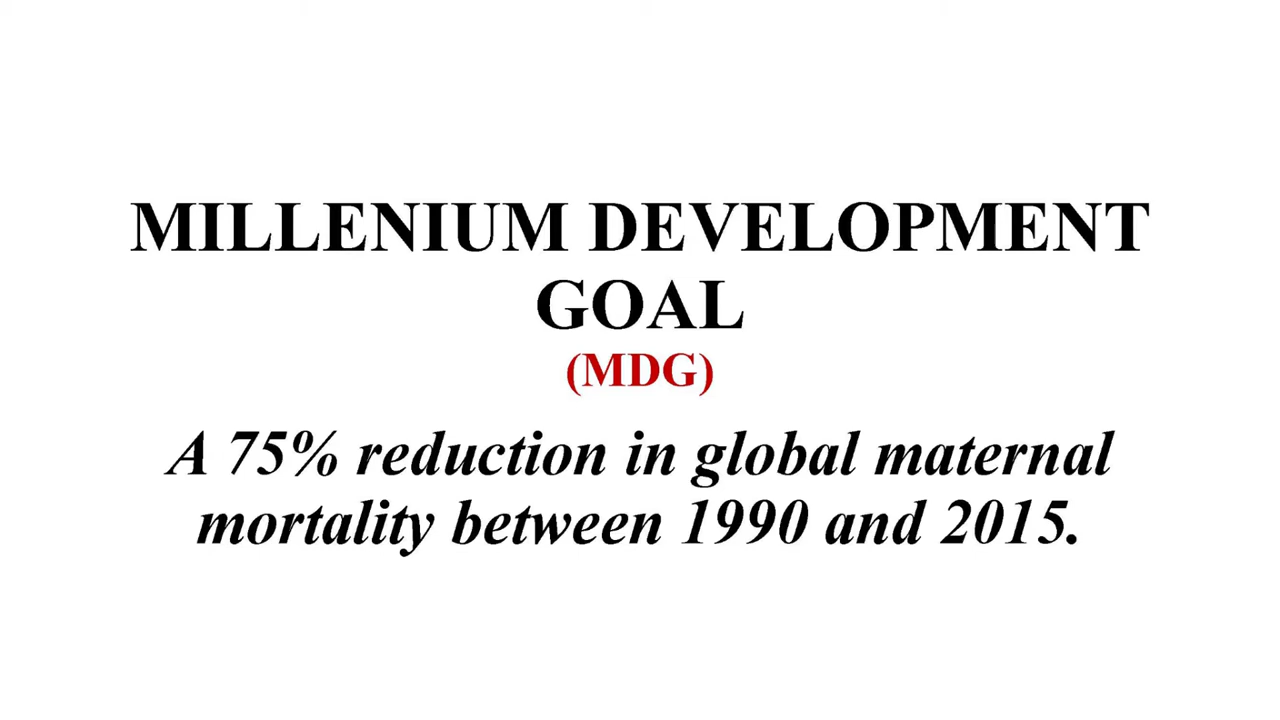 MILLENIUM DEVELOPMENT
GOAL
(MDG)
A 75% reduction in global maternal
mortality between 1990 and 2015.